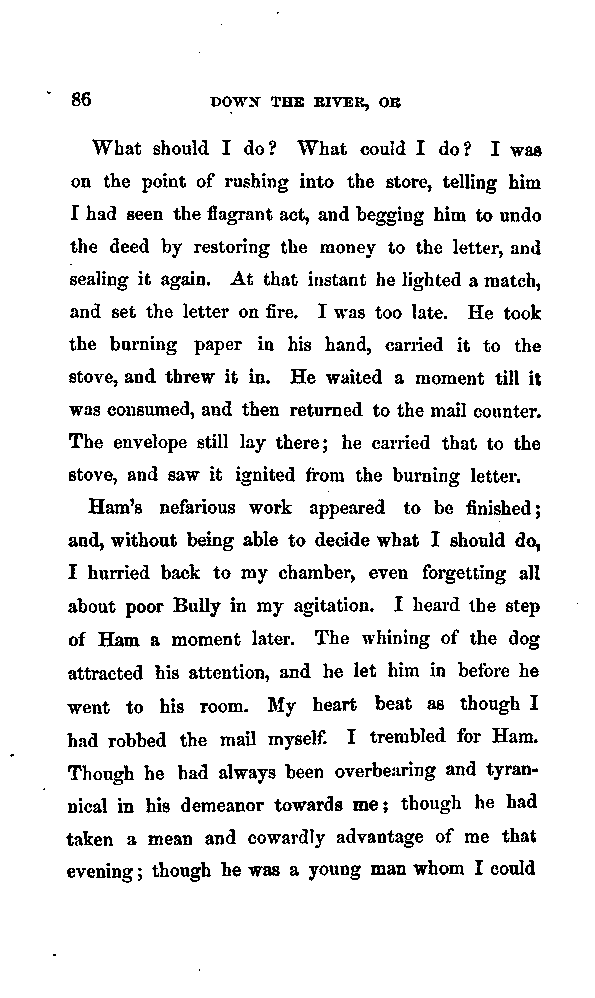 86 DOWN THE RIVER, OR
What should I do? What could I do? I was
on the point of rushing into the store, telling him
I had seen the flagrant act, and begging him to undo
the deed by restoring the money to the letter, and
sealing it again. At that instant he lighted a match,
and set the letter on fire. I was too late. He took
the burning paper in his hand, carried it to the
stove, and threw it in. He waited a moment till it
was consumed, and then returned to the mail counter.
The envelope still lay there; he carried that to the
stove, and saw it ignited from the burning letter.
Ham's nefarious work appeared to be finished;
and, without being able to decide what I should do,
I hurried back to my chamber, even forgetting all
about poor Bully in my agitation. I heard the step
of Ham a moment later. The whining of the dog
attracted his attention, and he let him in before he
went to his room. My heart beat as though I
had robbed the mail myself. I trembled for Ham.
Though he had always been overbearing and tyran-
nical in his demeanor towards me; though he had
taken a mean and cowardly advantage of me that
evening; though he was a young man whom I could